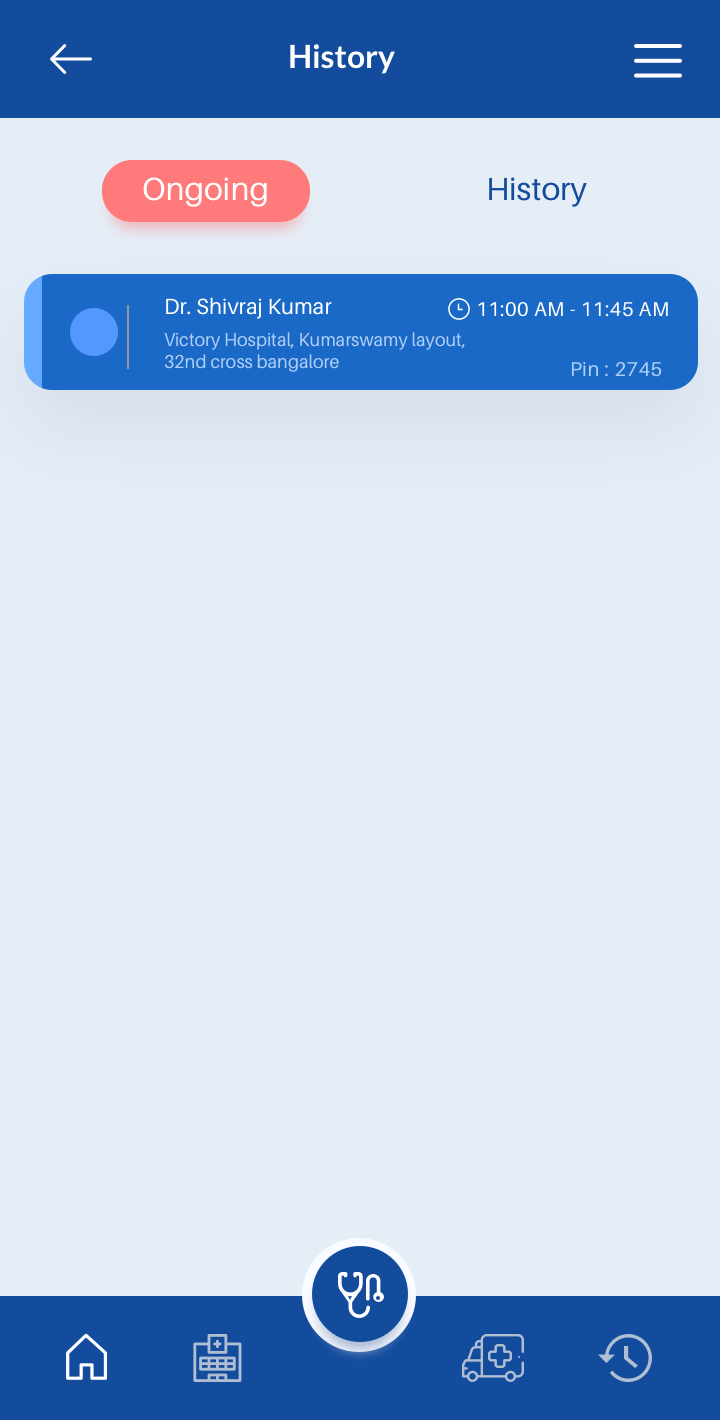 History
Ongoing
History
Dr. Shivraj Kumar
11:00 AM - 11:45 AM
Victory Hospital, Kumarswamy layout,
32nd cross bangalore
Pin : 2745